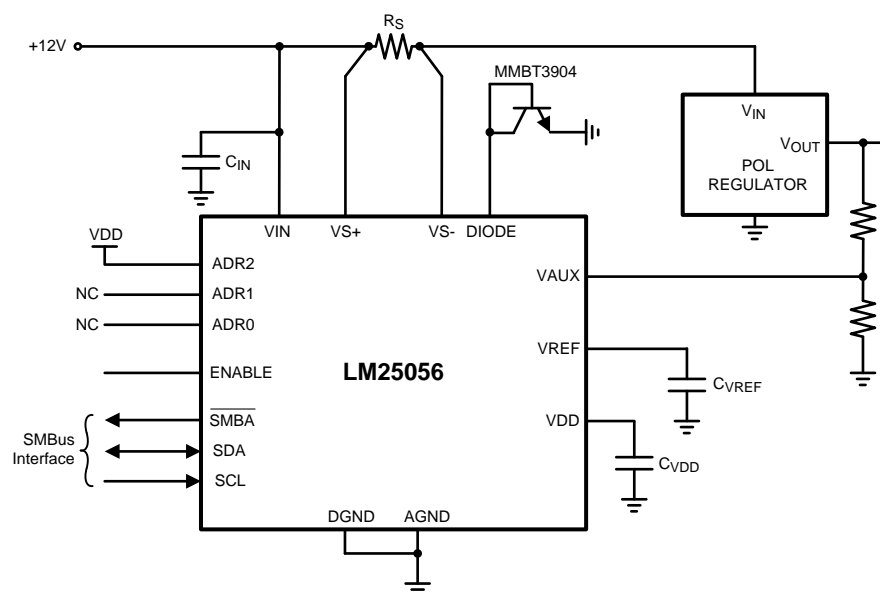 +12V
RS
MMBT3904
VIN
VOUT
POL
REGULATOR
CIN
VDD
VIN
VS+
VS-
DIODE
ADR2
NC
ADR1
NC
ADR0
ENABLE
LM25056
SMBA
SDA
SCL
SMBus
Interface
VAUX
VREF
VDD
CVREF
CVDD
DGND
AGND